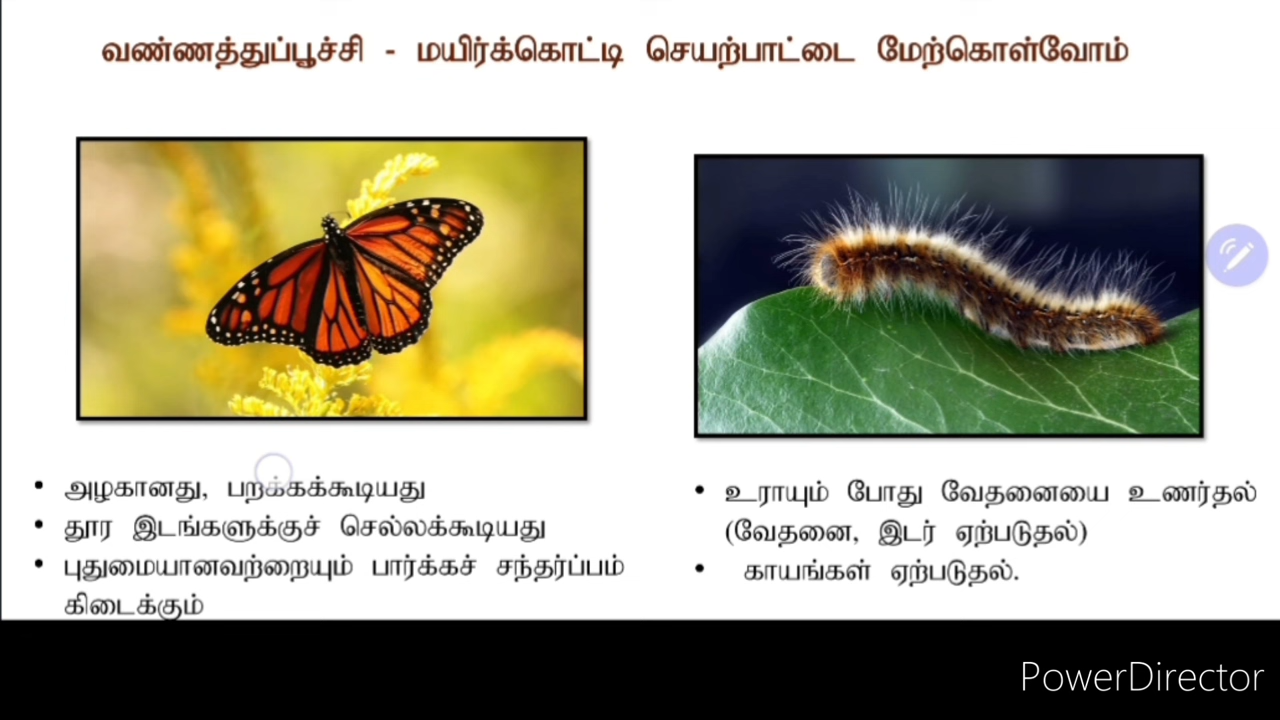 வண்ணத்துப்பூச்சி - மயிர்க்கொட்டி செயற்பாட்டை மேற்கொள்வோம்
• அழகானது, பறக்கக்கூடியது
• தூர இடங்களுக்குச் செல்லக்கூடியது
• புதுமையானவற்றையும் பார்க்கச் சந்தர்ப்பம்
கிடைக்கும்
• உராயும் போது வேதனையை உணர்தல்
(வேதனை, இடர் ஏற்படுதல்)
• காயங்கள் ஏற்படுதல்.
PowerDirector